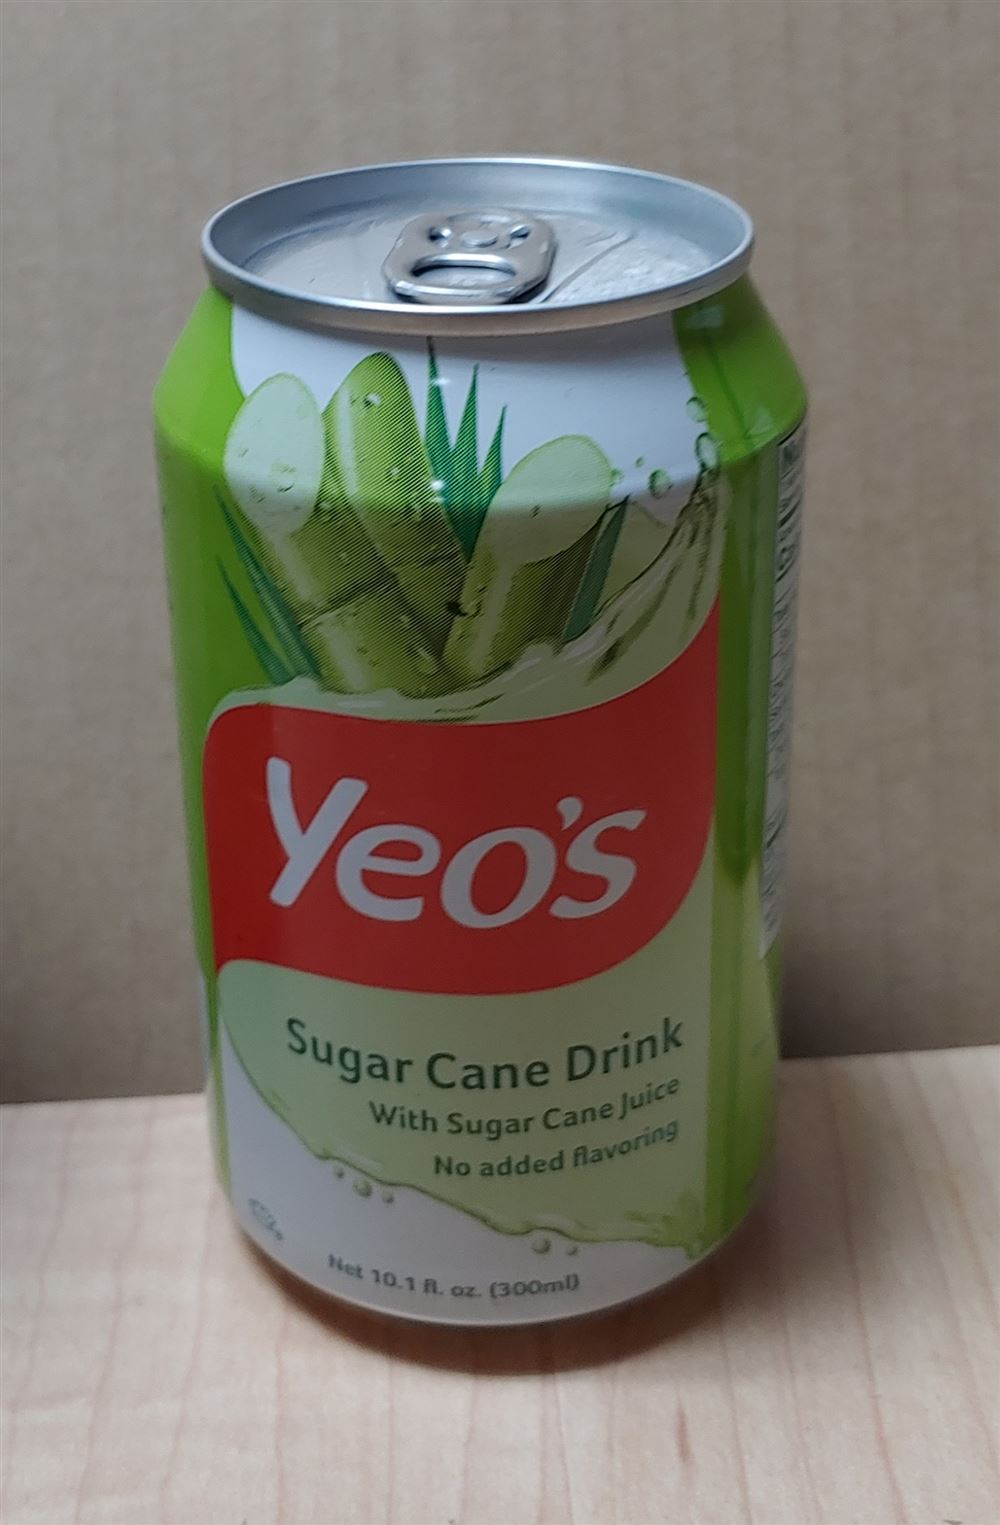 Yeo's
Sugar Cane Drink
With Sugar Cane Juice
No added flavoring
Net 10.1 fl. oz. (300ml)